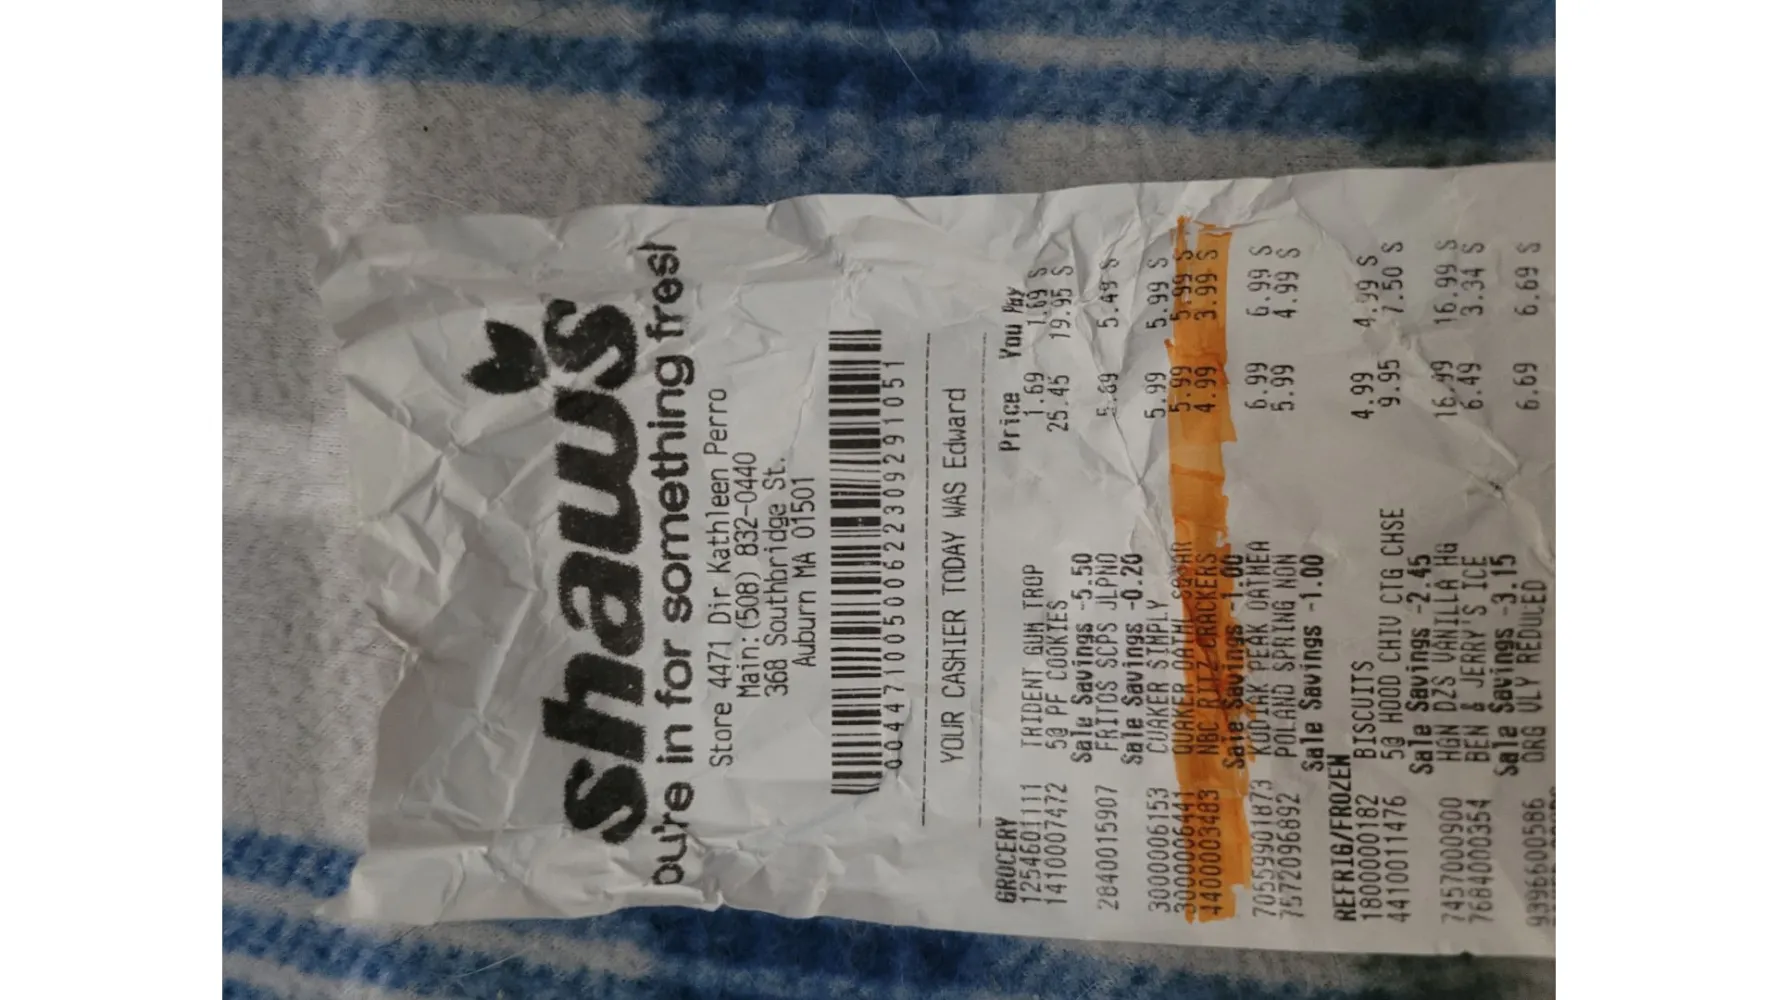 shaws
ou're in for something fresh
Store 4471 Dir Kathleen Perro
Main:(508) 832-0440
368 Southbridge St.
Auburn MA 01501
004471005006223092910​51
YOUR CASHIER TODAY WAS Edward
Price You Pay
GROCERY
1254601111 TRIDENT GUM TROP 1.69 1.69 S
1410007472 5@ PF COOKIES 25.45 19.95 S
Sale Savings -5.50
2840015907 FRITOS SCPS JLPNO 5.69 5.49 S
Sale Savings -0.20
3000006153 QUAKER SIMPLY 5.99 5.99 S
3000006441 QUAKER OATML 5.99 5.99 S
4400003483 NBC RITZ CRACKERS 4.99 3.99 S
Sale Savings -1.00
70559901873 KODIAK PEAK OATMEA 6.99 6.99 S
7572096892 POLAND SPRING NON 5.99 4.99 S
Sale Savings -1.00
REFRIG/FROZEN
1800000182 BISCUITS 4.99 4.99 S
4410011476 5@ HOOD CHIV CTG CHSE 9.95 7.50 S
Sale Savings -2.45
7457000900 HGN DZS VANILLA HG 16.99 16.99 S
7684000354 BEN & JERRY'S ICE 6.49 3.34 S
Sale Savings -3.15
9396600586 ORG VLY REDUCED 6.69 6.69 S